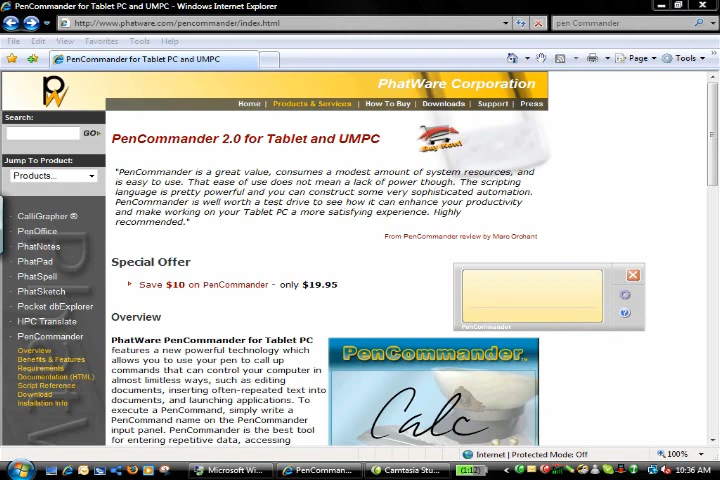 PenCommander for Tablet PC and UMPC - Windows Internet Explorer
http://www.phatware.com/pencommander/index.html
pen Commander
File Edit View Favorites Tools Help
PenCommander for Tablet PC and UMPC
Page Tools
PhatWare Corporation
Home | Products & Services | How To Buy | Downloads | Support | Press
Search:
GO
Jump To Product:
Products...
CalliGrapher ®
PenOffice
PhatNotes
PhatPad
PhatSpell
PhatSketch
Pocket dbExplorer
HPC Translate
PenCommander
Overview
Benefits & Features
Requirements
Documentation (HTML)
Script Reference
Download
Installation Info
PenCommander 2.0 for Tablet and UMPC
Buy Now!
"PenCommander is a great value, consumes a modest amount of system resources, and
is easy to use. That ease of use does not mean a lack of power though. The scripting
language is pretty powerful and you can construct some very sophisticated automation.
PenCommander is well worth a test drive to see how it can enhance your productivity
and make working on your Tablet PC a more satisfying experience. Highly
recommended."
From PenCommander review by Marc Orchant
Special Offer
Save $10 on PenCommander - only $19.95
PenCommander
Overview
PhatWare PenCommander for Tablet PC
features a new powerful technology which
allows you to use your pen to call up
commands that can control your computer in
almost limitless ways, such as editing
documents, inserting often-repeated text into
documents, and launching applications. To
execute a PenCommand, simply write a
PenCommand name on the PenCommander
input panel. PenCommander is the best tool
for entering repetitive data, accessing
PenCommander™
Calc
Internet | Protected Mode: Off
100%
Microsoft Wi...
PenComman...
Camtasia Stu...
10:36 AM